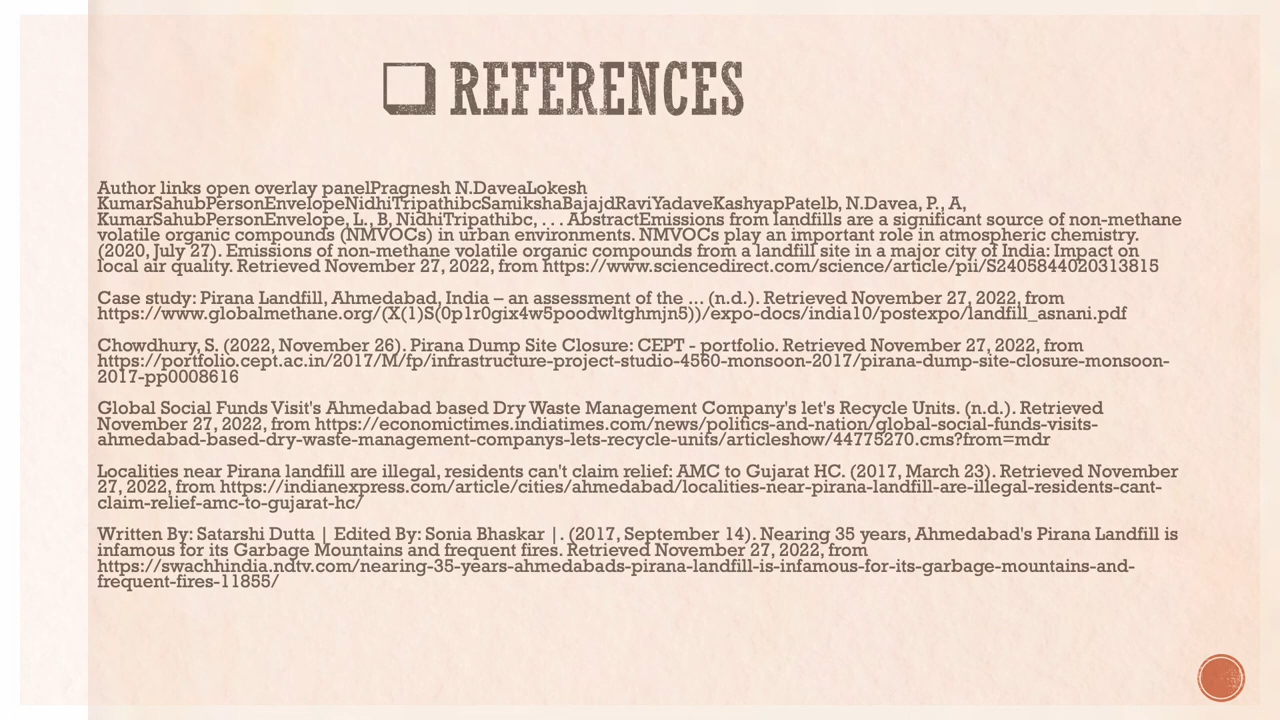 ❑ REFERENCES
Author links open overlay panelPragnesh N.DaveaLokesh
KumarSahubPersonEnvelopeNidhiTripathibcSamikshaBajajdRaviYadaveKashyapPatelb, N.Davea, P., A,
KumarSahubPersonEnvelope, L., B, NidhiTripathibc, . . . AbstractEmissions from landfills are a significant source of non-methane
volatile organic compounds (NMVOCs) in urban environments. NMVOCs play an important role in atmospheric chemistry.
(2020, July 27). Emissions of non-methane volatile organic compounds from a landfill site in a major city of India: Impact on
local air quality. Retrieved November 27, 2022, from https://www.sciencedirect.com/science/article/pii/S2405844020313815
Case study: Pirana Landfill, Ahmedabad, India – an assessment of the ... (n.d.). Retrieved November 27, 2022, from
https://www.globalmethane.org/(X(1)S(0p1r0gix4w5poodwltghmjn5))/expo-docs/india10/postexpo/landfill_asnani.pdf
Chowdhury, S. (2022, November 26). Pirana Dump Site Closure: CEPT - portfolio. Retrieved November 27, 2022, from
https://portfolio.cept.ac.in/2017/M/fp/infrastructure-project-studio-4560-monsoon-2017/pirana-dump-site-closure-monsoon-
2017-pp0008616
Global Social Funds Visit's Ahmedabad based Dry Waste Management Company's let's Recycle Units. (n.d.). Retrieved
November 27, 2022, from https://economictimes.indiatimes.com/news/politics-and-nation/global-social-funds-visits-
ahmedabad-based-dry-waste-management-companys-lets-recycle-units/articleshow/44775270.cms?from=mdr
Localities near Pirana landfill are illegal, residents can't claim relief: AMC to Gujarat HC. (2017, March 23). Retrieved November
27, 2022, from https://indianexpress.com/article/cities/ahmedabad/localities-near-pirana-landfill-are-illegal-residents-cant-
claim-relief-amc-to-gujarat-hc/
Written By: Satarshi Dutta | Edited By: Sonia Bhaskar |. (2017, September 14). Nearing 35 years, Ahmedabad's Pirana Landfill is
infamous for its Garbage Mountains and frequent fires. Retrieved November 27, 2022, from
https://swachhindia.ndtv.com/nearing-35-years-ahmedabads-pirana-landfill-is-infamous-for-its-garbage-mountains-and-
frequent-fires-11855/